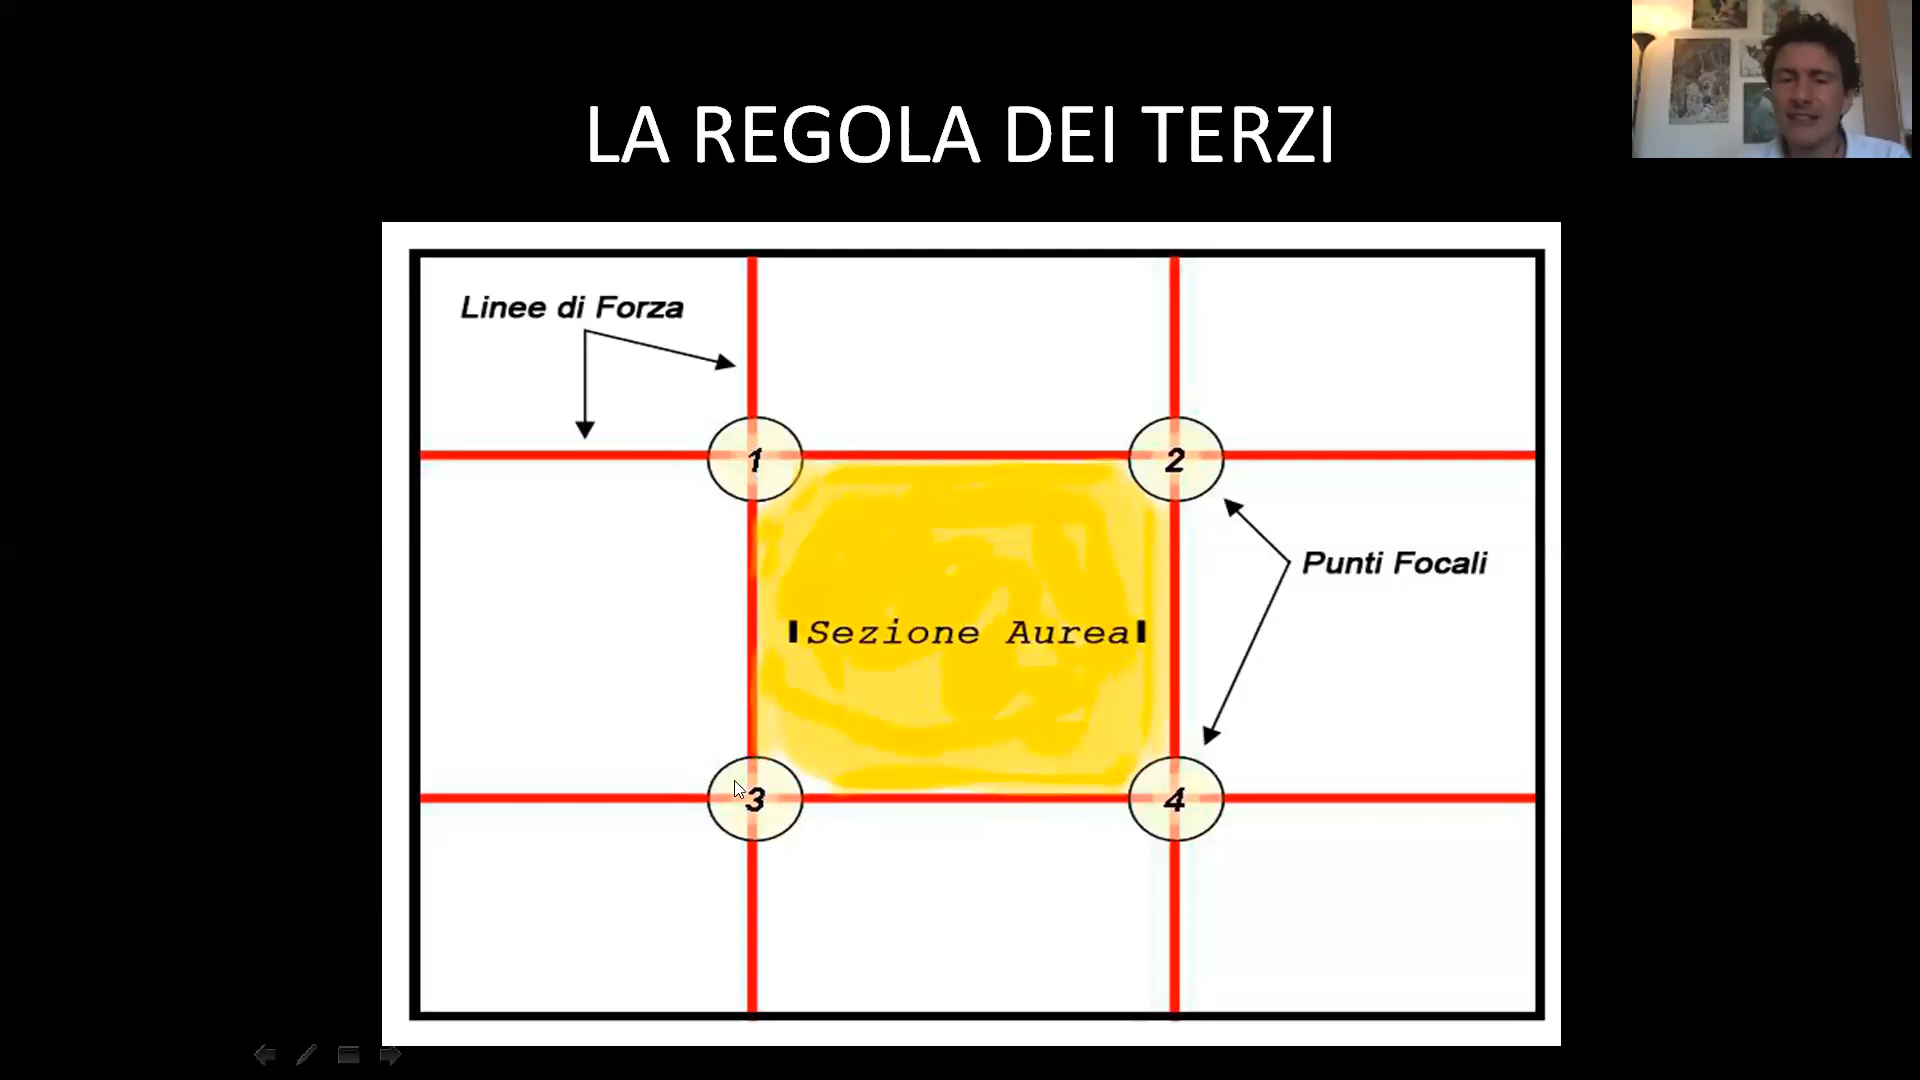 LA REGOLA DEI TERZI
Linee di Forza
1
2
Punti Focali
Sezione Aurea
3
4